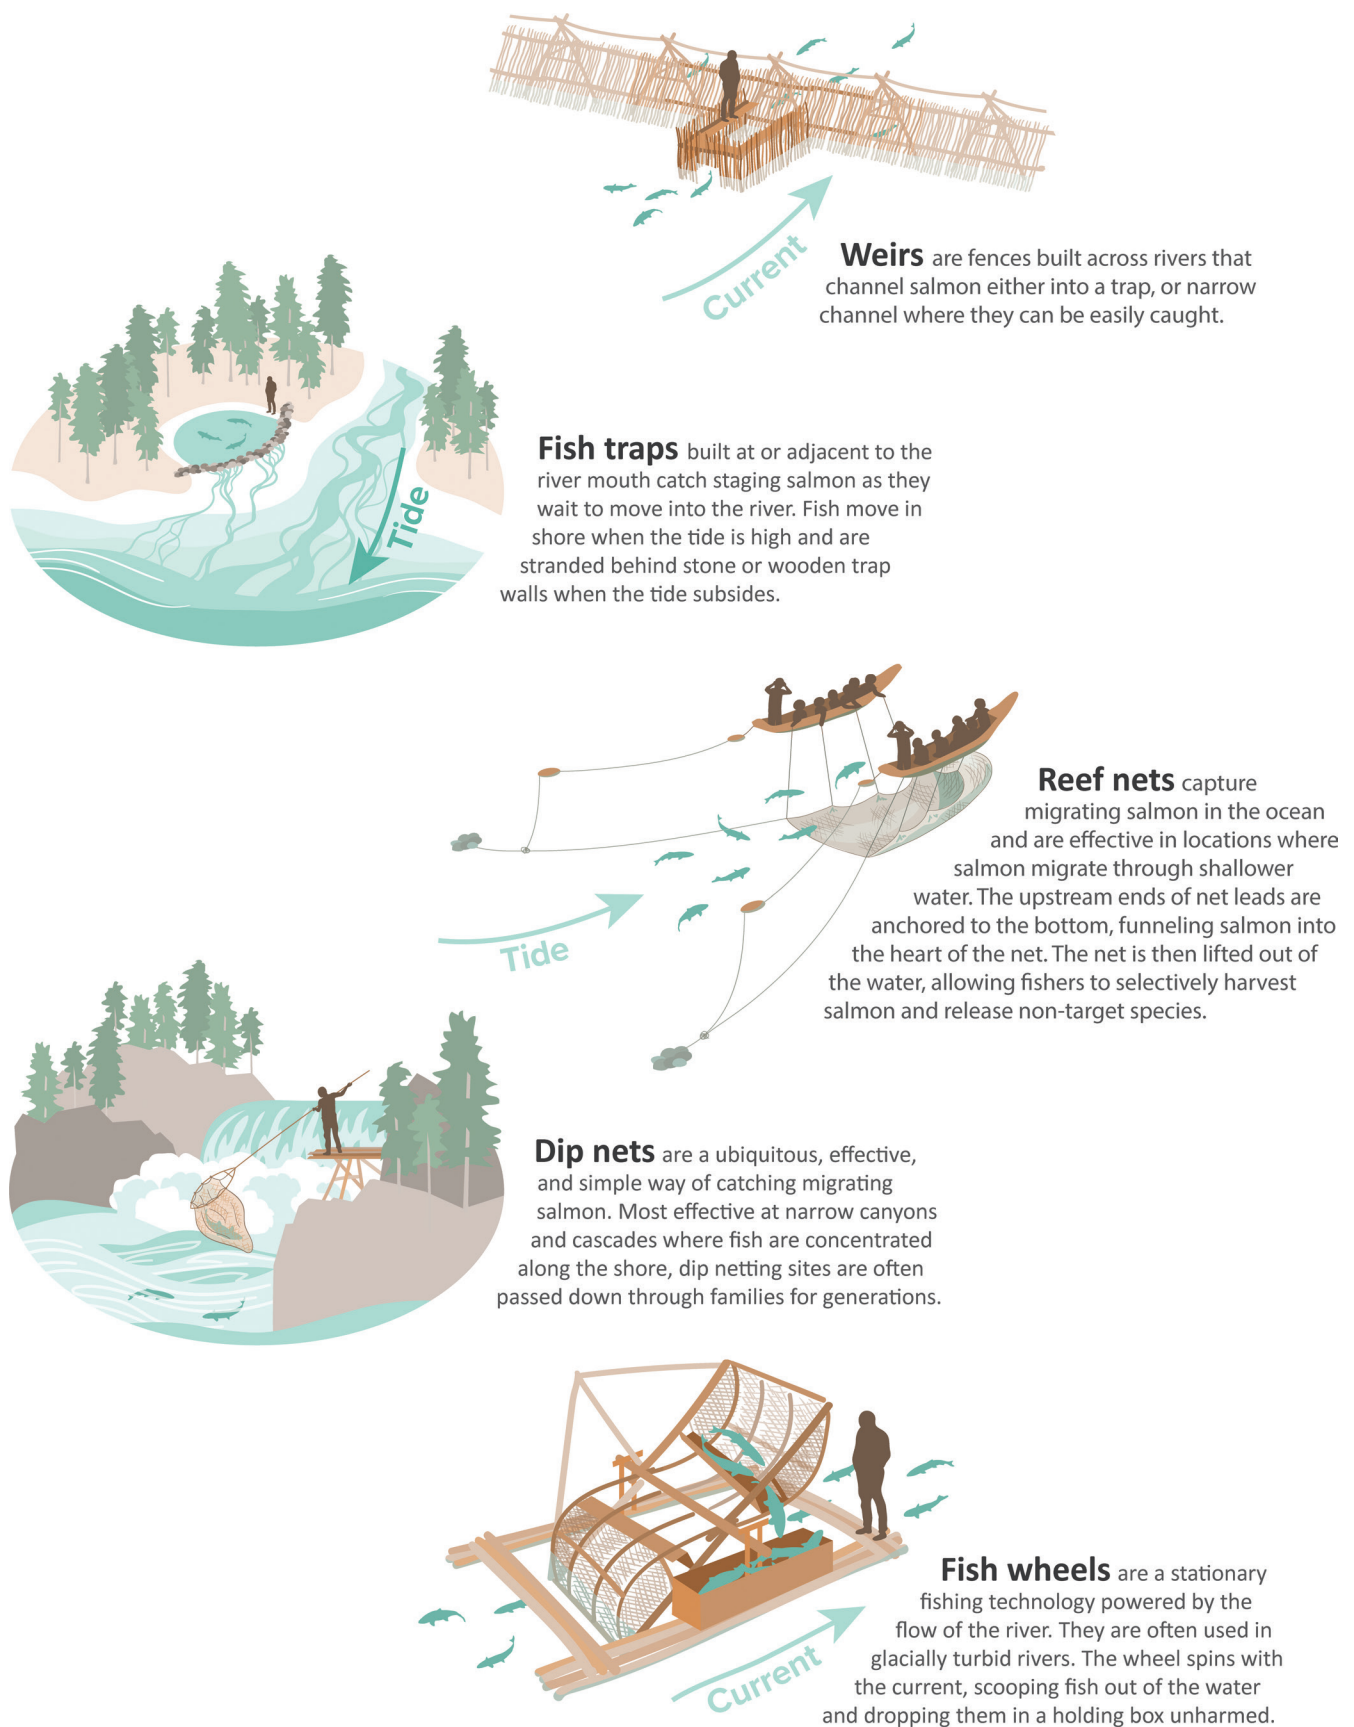 Current
Weirs are fences built across rivers that
channel salmon either into a trap, or narrow
channel where they can be easily caught.
Tide
Fish traps built at or adjacent to the
river mouth catch staging salmon as they
wait to move into the river. Fish move in
shore when the tide is high and are
stranded behind stone or wooden trap
walls when the tide subsides.
Tide
Reef nets capture
migrating salmon in the ocean
and are effective in locations where
salmon migrate through shallower
water. The upstream ends of net leads are
anchored to the bottom, funneling salmon into
the heart of the net. The net is then lifted out of
the water, allowing fishers to selectively harvest
salmon and release non-target species.
Dip nets are a ubiquitous, effective,
and simple way of catching migrating
salmon. Most effective at narrow canyons
and cascades where fish are concentrated
along the shore, dip netting sites are often
passed down through families for generations.
Current
Fish wheels are a stationary
fishing technology powered by the
flow of the river. They are often used in
glacially turbid rivers. The wheel spins with
the current, scooping fish out of the water
and dropping them in a holding box unharmed.